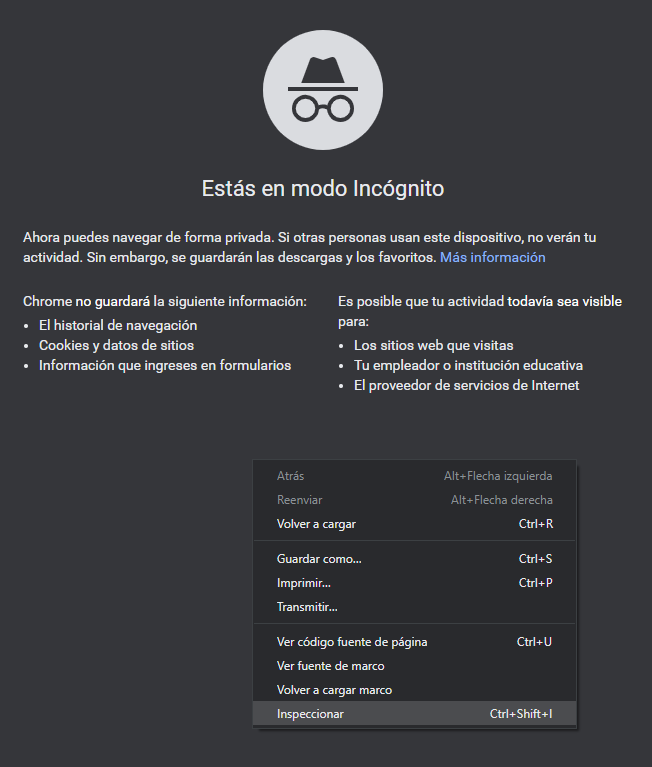 Estás en modo Incógnito
Ahora puedes navegar de forma privada. Si otras personas usan este dispositivo, no verán tu
actividad. Sin embargo, se guardarán las descargas y los favoritos. Más información
Chrome no guardará la siguiente información:
El historial de navegación
Cookies y datos de sitios
Información que ingreses en formularios
Es posible que tu actividad todavía sea visible
para:
Los sitios web que visitas
Tu empleador o institución educativa
El proveedor de servicios de Internet
Atrás Alt+Flecha izquierda
Reenviar Alt+Flecha derecha
Volver a cargar Ctrl+R
Guardar como... Ctrl+S
Imprimir... Ctrl+P
Transmitir...
Ver código fuente de página Ctrl+U
Ver fuente de marco
Volver a cargar marco
Inspeccionar Ctrl+Shift+I